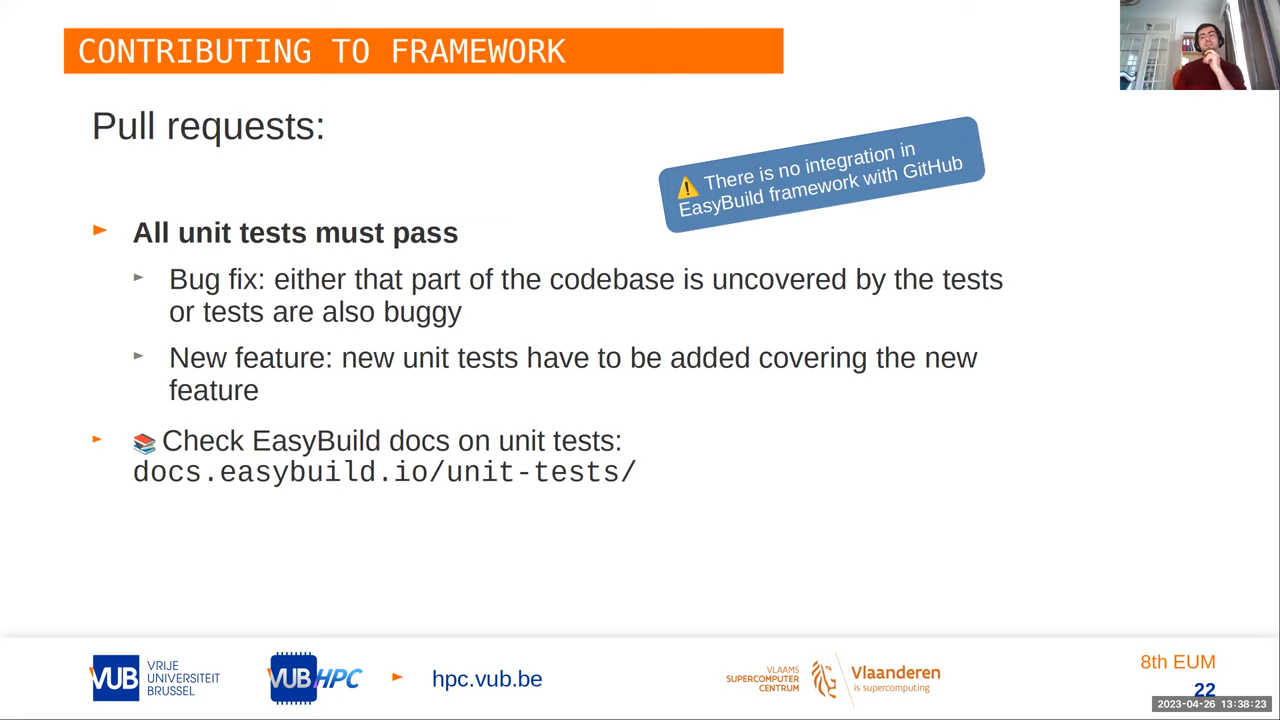 CONTRIBUTING TO FRAMEWORK
Pull requests:
⚠ There is no integration in
EasyBuild framework with GitHub
All unit tests must pass
Bug fix: either that part of the codebase is uncovered by the tests
or tests are also buggy
New feature: new unit tests have to be added covering the new
feature
📚 Check EasyBuild docs on unit tests:
docs.easybuild.io/unit-tests/
VUB
VRIJE
UNIVERSITEIT
BRUSSEL
VUB HPC
hpc.vub.be
VLAAMS
SUPERCOMPUTER
CENTRUM
Vlaanderen
is supercomputing
8th EUM
22
2023-04-26 13:38:23